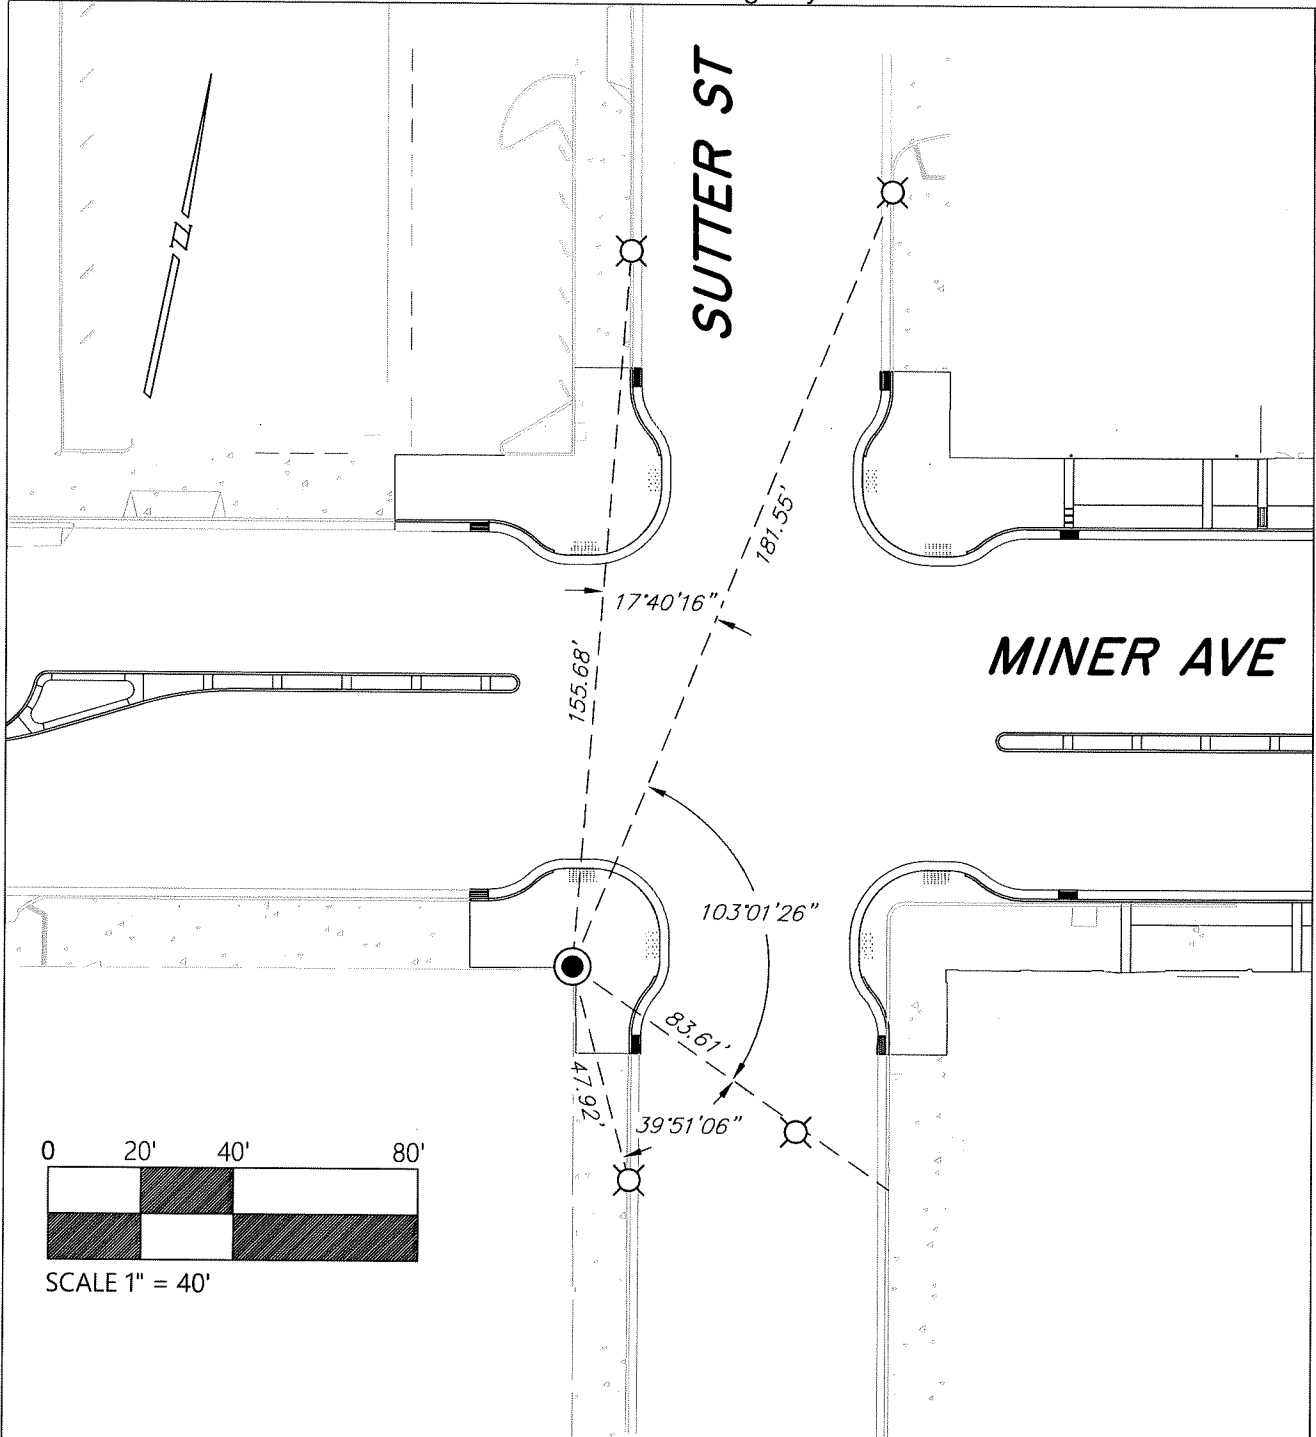 SUTTER ST
181.55'
17°40'16"
155.68'
MINER AVE
103°01'26"
83.61'
47.92'
39°51'06"
0 20' 40' 80'
SCALE 1" = 40'